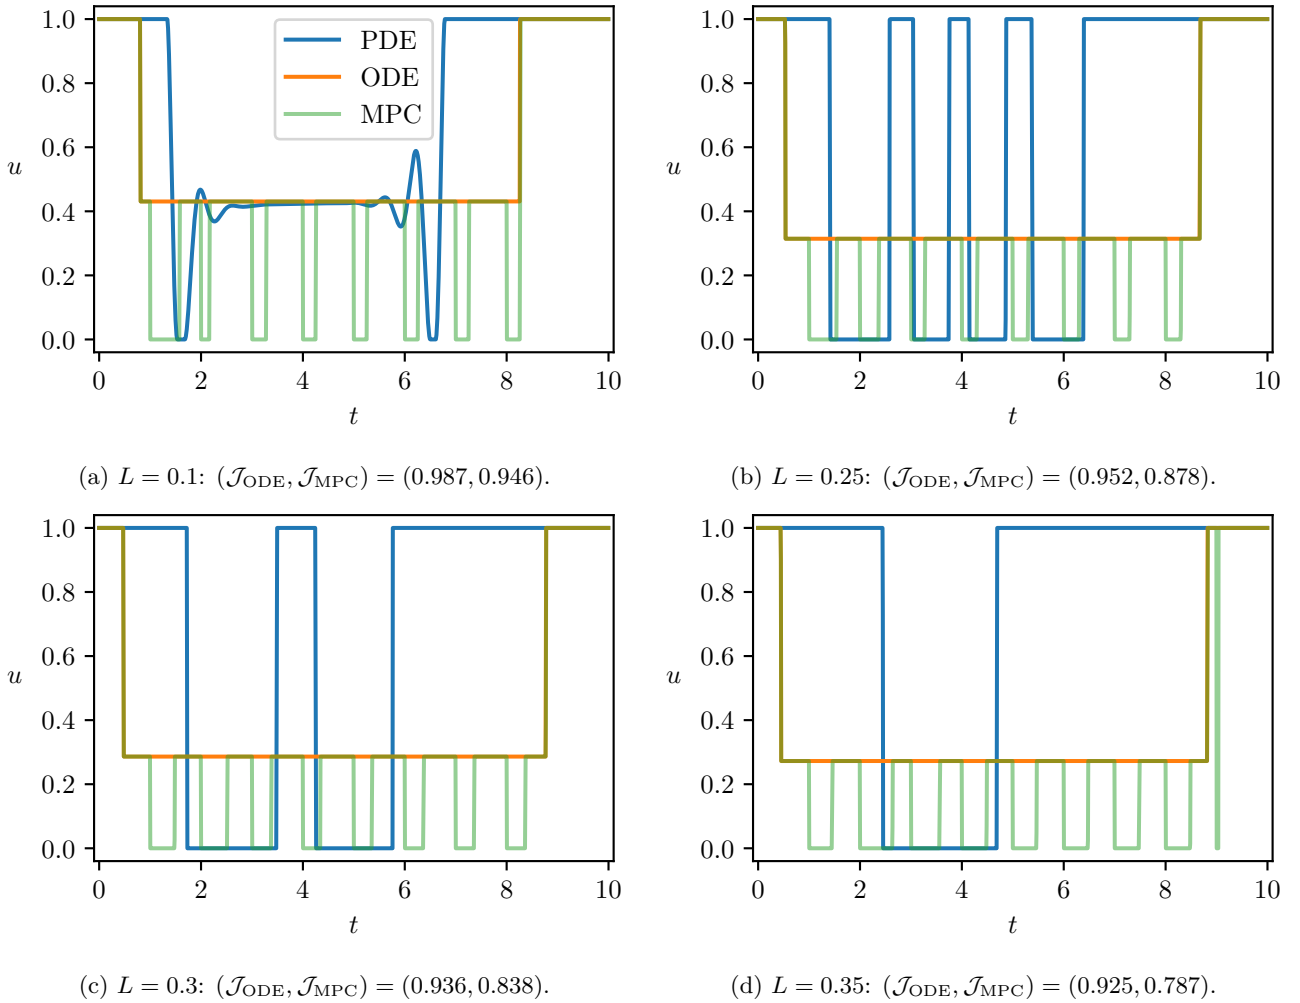 1.0
0.8
0.6
0.4
0.2
0.0
u
0 2 4 6 8 10
t
PDE
ODE
MPC
1.0
0.8
0.6
0.4
0.2
0.0
u
0 2 4 6 8 10
t
(a) L = 0.1: (𝒥ODE, 𝒥MPC) = (0.987, 0.946).
(b) L = 0.25: (𝒥ODE, 𝒥MPC) = (0.952, 0.878).
1.0
0.8
0.6
0.4
0.2
0.0
u
0 2 4 6 8 10
t
1.0
0.8
0.6
0.4
0.2
0.0
u
0 2 4 6 8 10
t
(c) L = 0.3: (𝒥ODE, 𝒥MPC) = (0.936, 0.838).
(d) L = 0.35: (𝒥ODE, 𝒥MPC) = (0.925, 0.787).